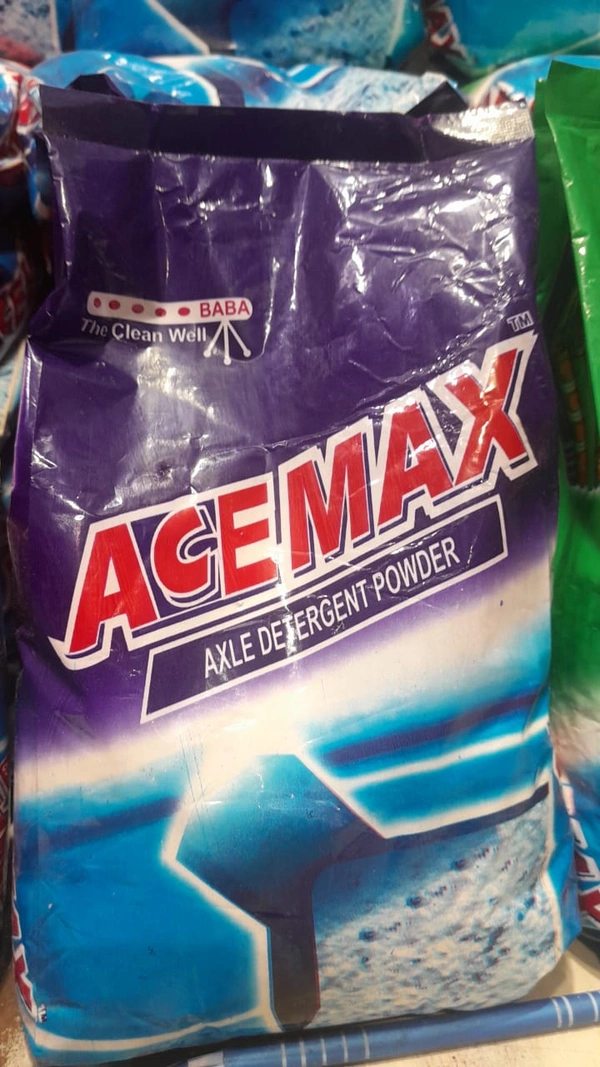 BABA
The Clean Well
TM
ACEMAX
AXLE DETERGENT POWDER